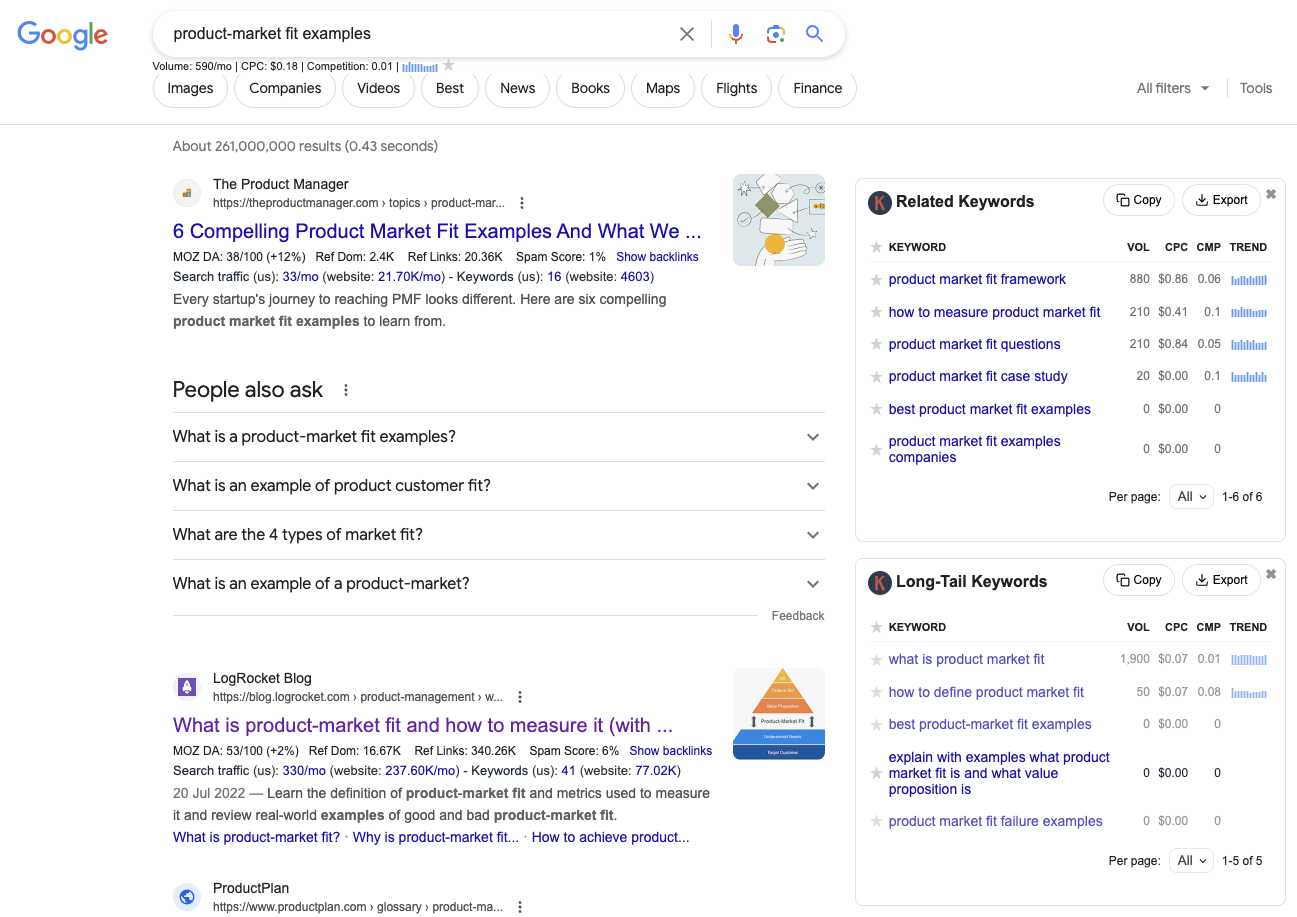 Google
product-market fit examples
Volume: 590/mo | CPC: $0.18 | Competition: 0.01 |
Images Companies Videos Best News Books Maps Flights Finance All filters Tools
About 261,000,000 results (0.43 seconds)
The Product Manager
https://theproductmanager.com › topics › product-mar...
6 Compelling Product Market Fit Examples And What We ...
MOZ DA: 38/100 (+12%) Ref Dom: 2.4K Ref Links: 20.36K Spam Score: 1% Show backlinks
Search traffic (us): 33/mo (website: 21.70K/mo) - Keywords (us): 16 (website: 4603)
Every startup's journey to reaching PMF looks different. Here are six compelling
product market fit examples to learn from.
People also ask
What is a product-market fit examples?
What is an example of product customer fit?
What are the 4 types of market fit?
What is an example of a product-market?
Feedback
LogRocket Blog
https://blog.logrocket.com › product-management › w...
What is product-market fit and how to measure it (with ...
MOZ DA: 53/100 (+2%) Ref Dom: 16.67K Ref Links: 340.26K Spam Score: 6% Show backlinks
Search traffic (us): 330/mo (website: 237.60K/mo) - Keywords (us): 41 (website: 77.02K)
20 Jul 2022 — Learn the definition of product-market fit and metrics used to measure
it and review real-world examples of good and bad product-market fit.
What is product-market fit? · Why is product-market fit... · How to achieve product...
UX
Feature Set
Value Proposition
Product-Market Fit
Underserved Needs
Target Customer
ProductPlan
https://www.productplan.com › glossary › product-ma...
K Related Keywords Copy Export
KEYWORD VOL CPC CMP TREND
product market fit framework 880 $0.86 0.06
how to measure product market fit 210 $0.41 0.1
product market fit questions 210 $0.84 0.05
product market fit case study 20 $0.00 0.1
best product market fit examples 0 $0.00 0
product market fit examples
companies 0 $0.00 0
Per page: All 1-6 of 6
K Long-Tail Keywords Copy Export
KEYWORD VOL CPC CMP TREND
what is product market fit 1,900 $0.07 0.01
how to define product market fit 50 $0.07 0.08
best product-market fit examples 0 $0.00 0
explain with examples what product
market fit is and what value 0 $0.00 0
proposition is
product market fit failure examples 0 $0.00 0
Per page: All 1-5 of 5